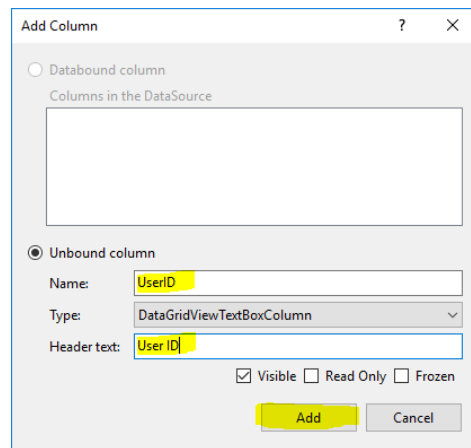 Add Column ? ×
Databound column
Columns in the DataSource
Unbound column
Name: UserID
Type: DataGridViewTextBoxColumn
Header text: User ID
Visible Read Only Frozen
Add Cancel